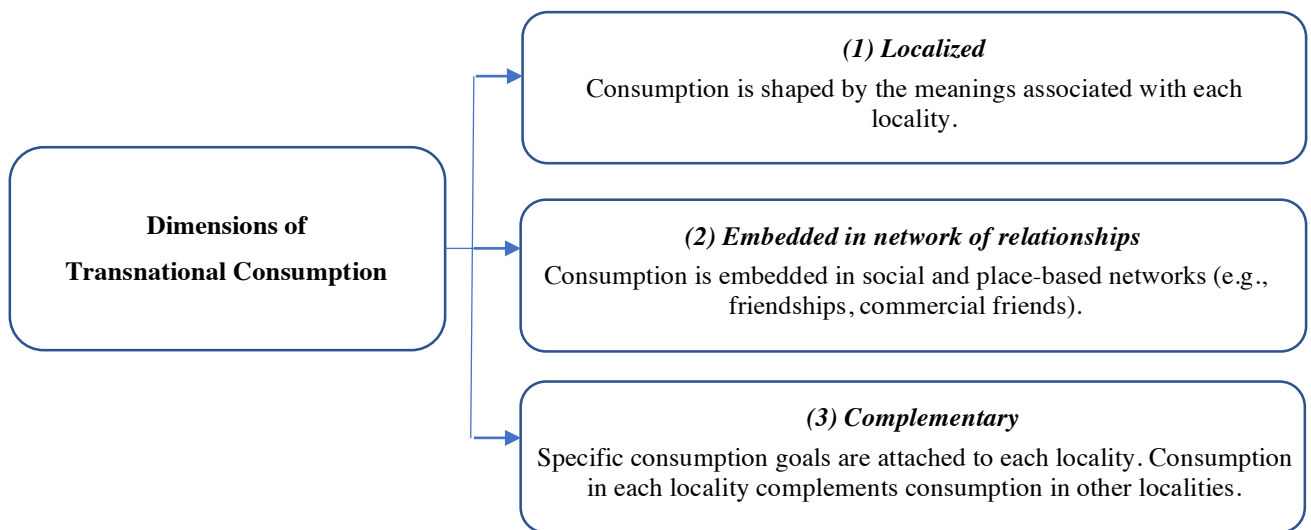 Dimensions of
Transnational Consumption
(1) Localized
Consumption is shaped by the meanings associated with each
locality.
(2) Embedded in network of relationships
Consumption is embedded in social and place-based networks (e.g.,
friendships, commercial friends).
(3) Complementary
Specific consumption goals are attached to each locality. Consumption
in each locality complements consumption in other localities.